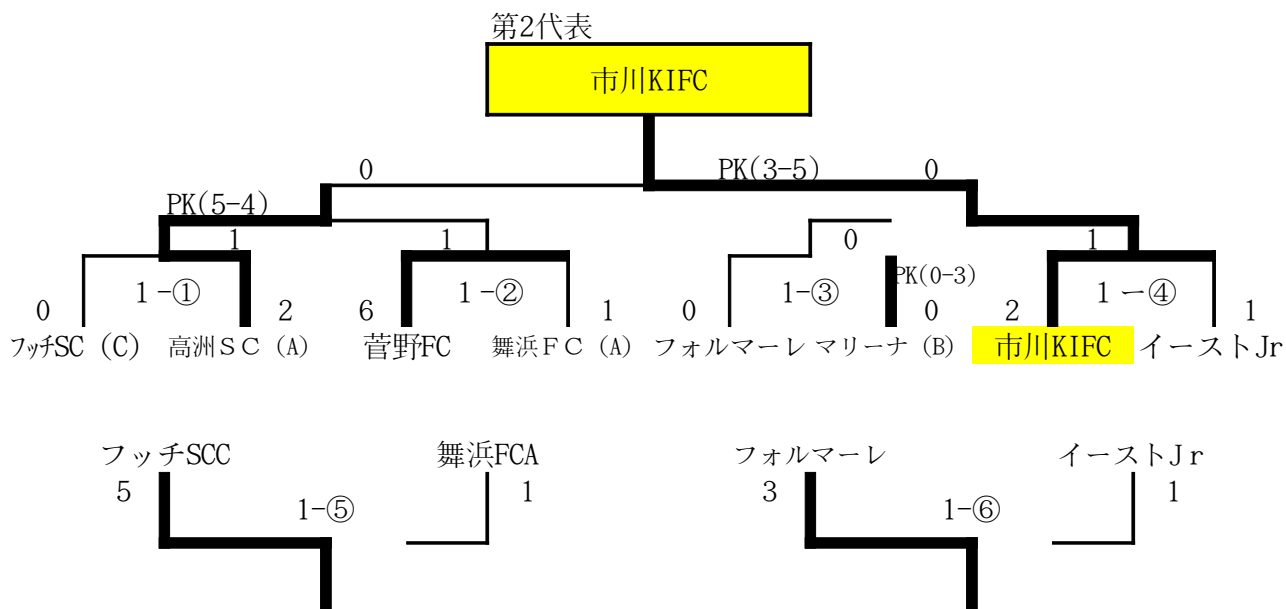 第2代表
市川KIFC
0 PK(3-5) 0
PK(5-4)
1 1 0 1
1-① 1-② 1-③ PK(0-3) 1-④
0 2 6 1 0 0 2 1
フッチSC (C) 高洲SC (A) 菅野FC 舞浜FC (A) フォルマーレ マリーナ (B) 市川KIFC イーストJr
フッチSCC 舞浜FCA フォルマーレ イーストJr
5 1 3 1
1-⑤ 1-⑥